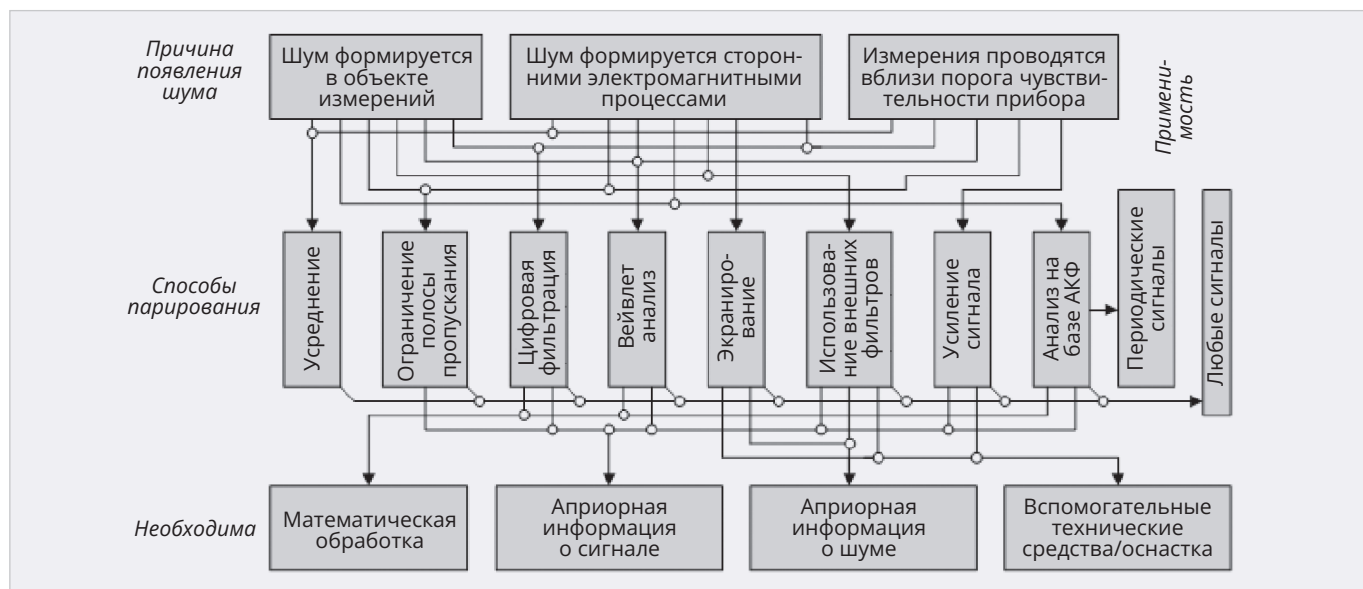 Причина
появления
шума
Шум формируется
в объекте
измерений
Шум формируется сторон-
ними электромагнитными
процессами
Измерения проводятся
вблизи порога чувстви-
тельности прибора
Примени-
мость
Способы
парирования
Усреднение
Ограничение
полосы
пропускания
Цифровая
фильтрация
Вейвлет
анализ
Экраниро-
вание
Использова-
ние внешних
фильтров
Усиление
сигнала
Анализ на
базе АКФ
Периодические
сигналы
Любые сигналы
Необходима
Математическая
обработка
Априорная
информация
о сигнале
Априорная
информация
о шуме
Вспомогательные
технические
средства/оснастка